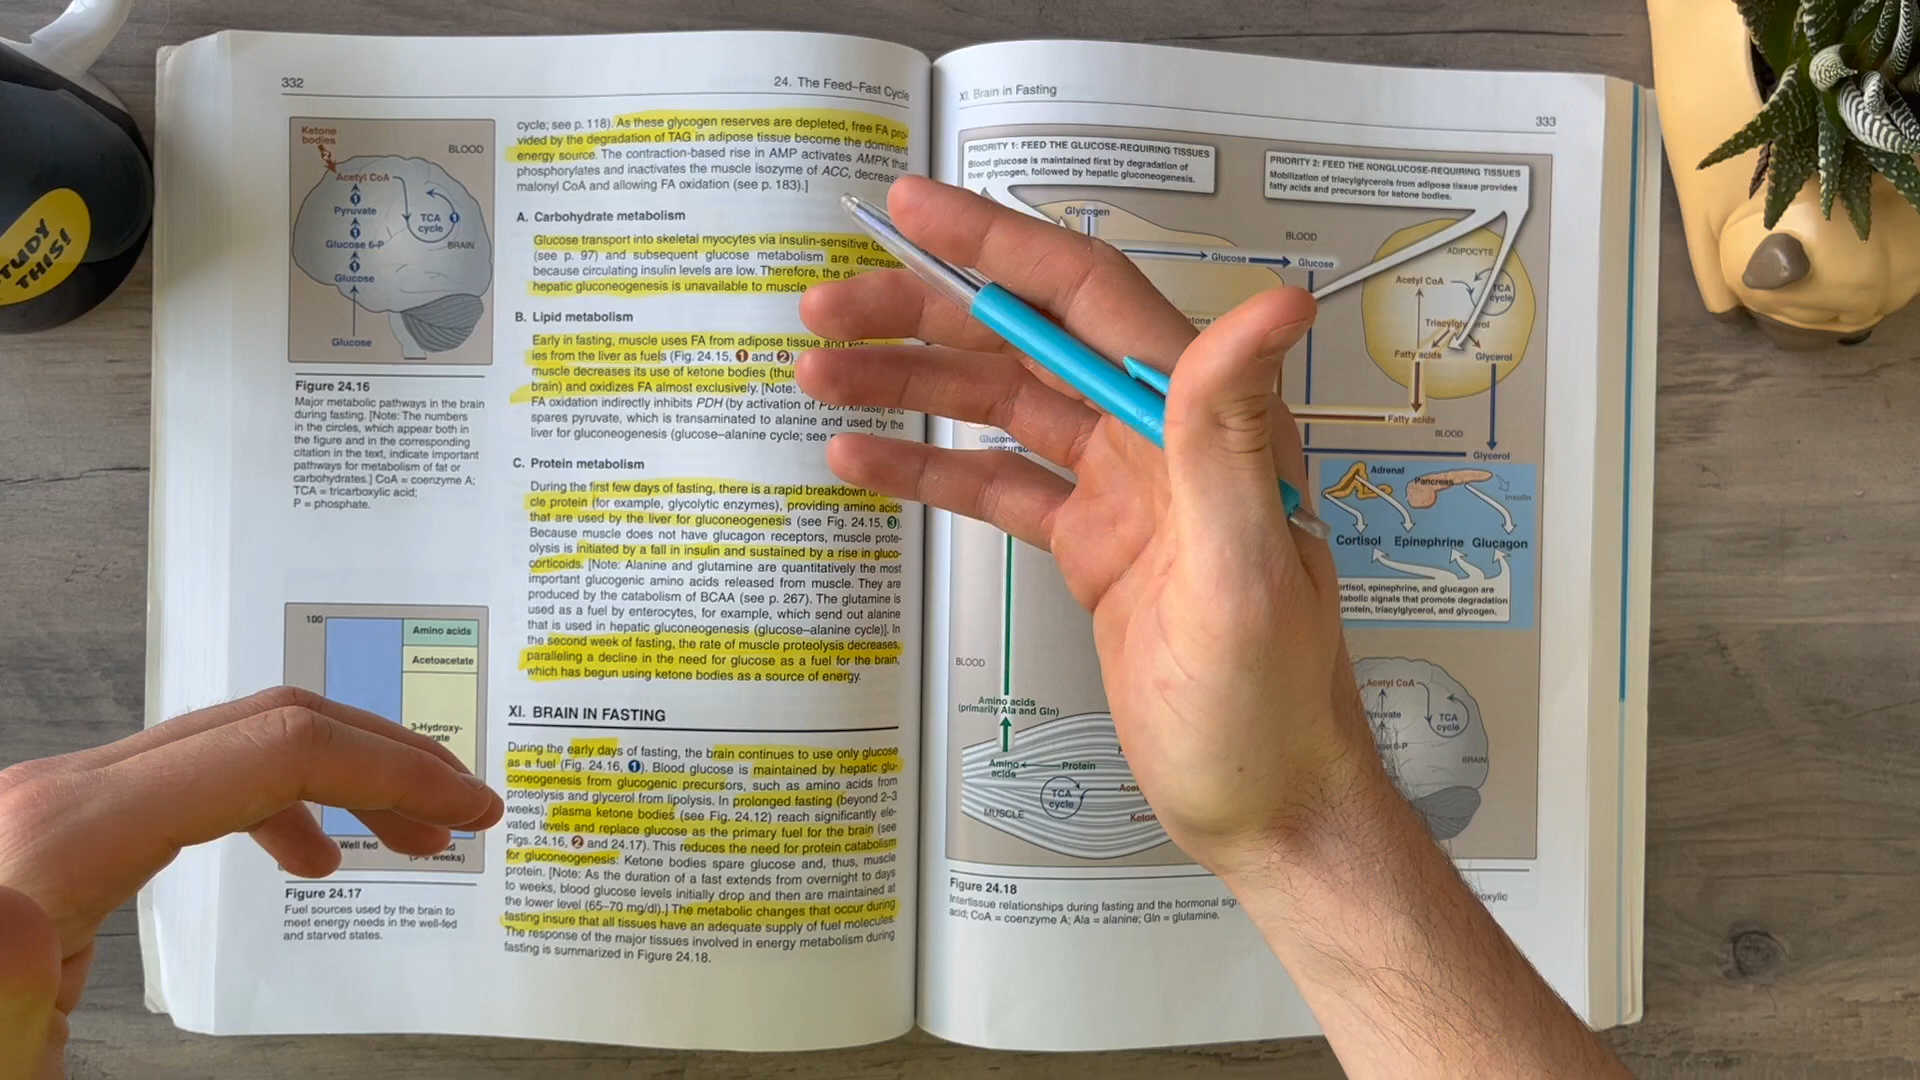 STUDY
THIS!
332
24. The Feed–Fast Cycle
Ketone
bodies
2
BLOOD
Acetyl CoA
1
Pyruvate
TCA
cycle
1
1
Glucose 6-P
BRAIN
1
Glucose
Glucose
Figure 24.16
Major metabolic pathways in the brain
during fasting. [Note: The numbers
in the circles, which appear both in
the figure and in the corresponding
citation in the text, indicate important
pathways for metabolism of fat or
carbohydrates.] CoA = coenzyme A;
TCA = tricarboxylic acid;
P = phosphate.
100
Amino acids
Acetoacetate
3-Hydroxy-
Well fed
weeks)
Figure 24.17
Fuel sources used by the brain to
meet energy needs in the well-fed
and starved states.
cycle; see p. 118). As these glycogen reserves are depleted, free FA pro-
vided by the degradation of TAG in adipose tissue become the dominant
energy source. The contraction-based rise in AMP activates AMPK that
phosphorylates and inactivates the muscle isozyme of ACC, decreas
malonyl CoA and allowing FA oxidation (see p. 183).]
A. Carbohydrate metabolism
Glucose transport into skeletal myocytes via insulin-sensitive
(see p. 97) and subsequent glucose metabolism are decrease
because circulating insulin levels are low. Therefore, the
hepatic gluconeogenesis is unavailable to muscle
B. Lipid metabolism
Early in fasting, muscle uses FA from adipose tissue and
ies from the liver as fuels (Fig. 24.15, 1 and 2).
muscle decreases its use of ketone bodies (thu
brain) and oxidizes FA almost exclusively. [Note:
FA oxidation indirectly inhibits PDH (by activation of PDH kinase) and
spares pyruvate, which is transaminated to alanine and used by the
liver for gluconeogenesis (glucose–alanine cycle; see
C. Protein metabolism
During the first few days of fasting, there is a rapid breakdown
cle protein (for example, glycolytic enzymes), providing amino acids
that are used by the liver for gluconeogenesis (see Fig. 24.15, 3).
Because muscle does not have glucagon receptors, muscle prote-
olysis is initiated by a fall in insulin and sustained by a rise in gluco-
corticoids. [Note: Alanine and glutamine are quantitatively the most
important glucogenic amino acids released from muscle. They are
produced by the catabolism of BCAA (see p. 267). The glutamine is
used as a fuel by enterocytes, for example, which send out alanine
that is used in hepatic gluconeogenesis (glucose–alanine cycle)]. In
the second week of fasting, the rate of muscle proteolysis decreases,
paralleling a decline in the need for glucose as a fuel for the brain,
which has begun using ketone bodies as a source of energy.
XI. BRAIN IN FASTING
During the early days of fasting, the brain continues to use only glucose
as a fuel (Fig. 24.16, 1). Blood glucose is maintained by hepatic glu-
coneogenesis from glucogenic precursors, such as amino acids from
proteolysis and glycerol from lipolysis. In prolonged fasting (beyond 2–3
weeks), plasma ketone bodies (see Fig. 24.12) reach significantly ele-
vated levels and replace glucose as the primary fuel for the brain (see
Figs. 24.16, 2 and 24.17). This reduces the need for protein catabolism
for gluconeogenesis: Ketone bodies spare glucose and, thus, muscle
protein. [Note: As the duration of a fast extends from overnight to days
to weeks, blood glucose levels initially drop and then are maintained at
the lower level (65–70 mg/dl).] The metabolic changes that occur during
fasting insure that all tissues have an adequate supply of fuel molecules.
The response of the major tissues involved in energy metabolism during
fasting is summarized in Figure 24.18.
XI. Brain in Fasting
333
PRIORITY 1: FEED THE GLUCOSE-REQUIRING TISSUES
Blood glucose is maintained first by degradation of
liver glycogen, followed by hepatic gluconeogenesis.
PRIORITY 2: FEED THE NONGLUCOSE-REQUIRING TISSUES
Mobilization of triacylglycerols from adipose tissue provides
fatty acids and precursors for ketone bodies.
Glycogen
BLOOD
Glucose
Glucose
ADIPOCYTE
Acetyl CoA
TCA
cycle
Fatty acids
Glycerol
Fatty acids
BLOOD
Glycerol
Adrenal
Pancreas
Insulin
Cortisol Epinephrine Glucagon
rtisol, epinephrine, and glucagon are
tabolic signals that promote degradation
protein, triacylglycerol, and glycogen.
BLOOD
Amino acids
(primarily Ala and Gln)
Amino
acids
Protein
TCA
cycle
MUSCLE
Keton
Acetyl CoA
TCA
cycle
BRAIN
Figure 24.18
Intertissue relationships during fasting and the hormonal sig
boxylic
acid; CoA = coenzyme A; Ala = alanine; Gln = glutamine.